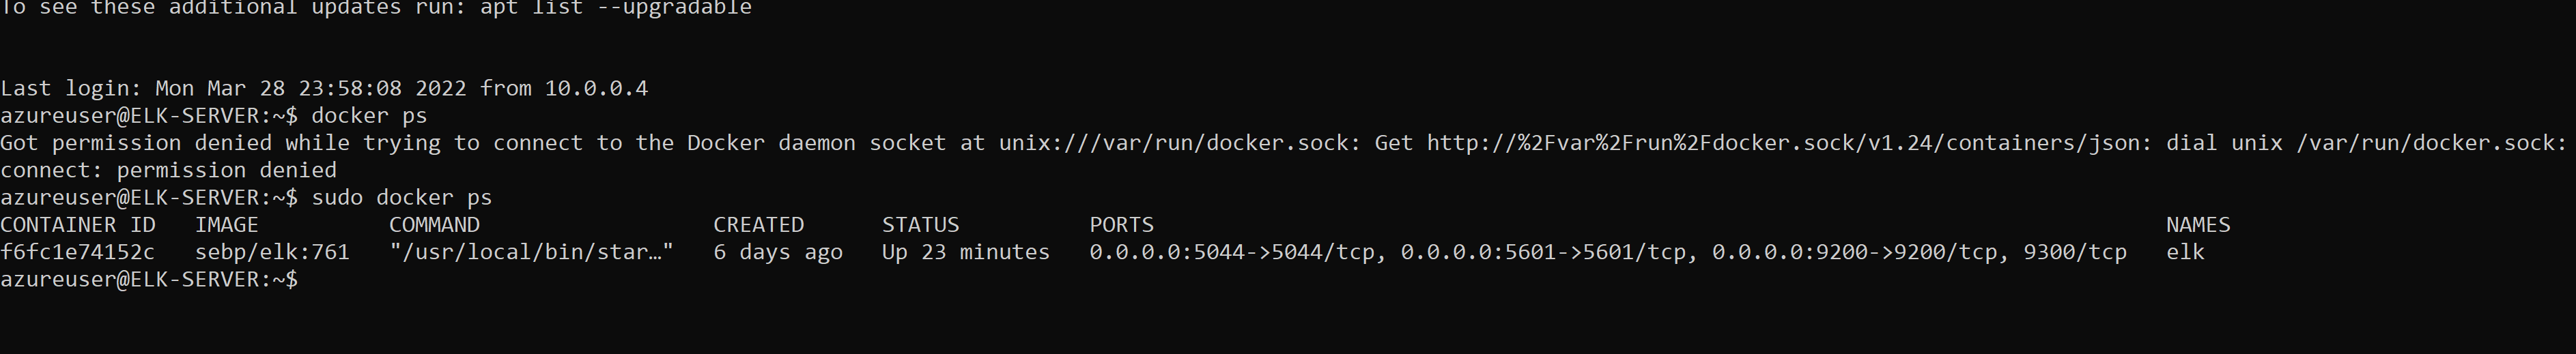 To see these additional updates run: apt list --upgradable
Last login: Mon Mar 28 23:58:08 2022 from 10.0.0.4
azureuser@ELK-SERVER:~$ docker ps
Got permission denied while trying to connect to the Docker daemon socket at unix:///var/run/docker.sock: Get http://%2Fvar%2Frun%2Fdocker.sock/v1.24/containers/json: dial unix /var/run/docker.sock:
connect: permission denied
azureuser@ELK-SERVER:~$ sudo docker ps
CONTAINER ID   IMAGE          COMMAND                  CREATED      STATUS          PORTS                                                                              NAMES
f6fc1e74152c   sebp/elk:761   "/usr/local/bin/star…"   6 days ago   Up 23 minutes   0.0.0.0:5044->5044/tcp, 0.0.0.0:5601->5601/tcp, 0.0.0.0:9200->9200/tcp, 9300/tcp   elk
azureuser@ELK-SERVER:~$